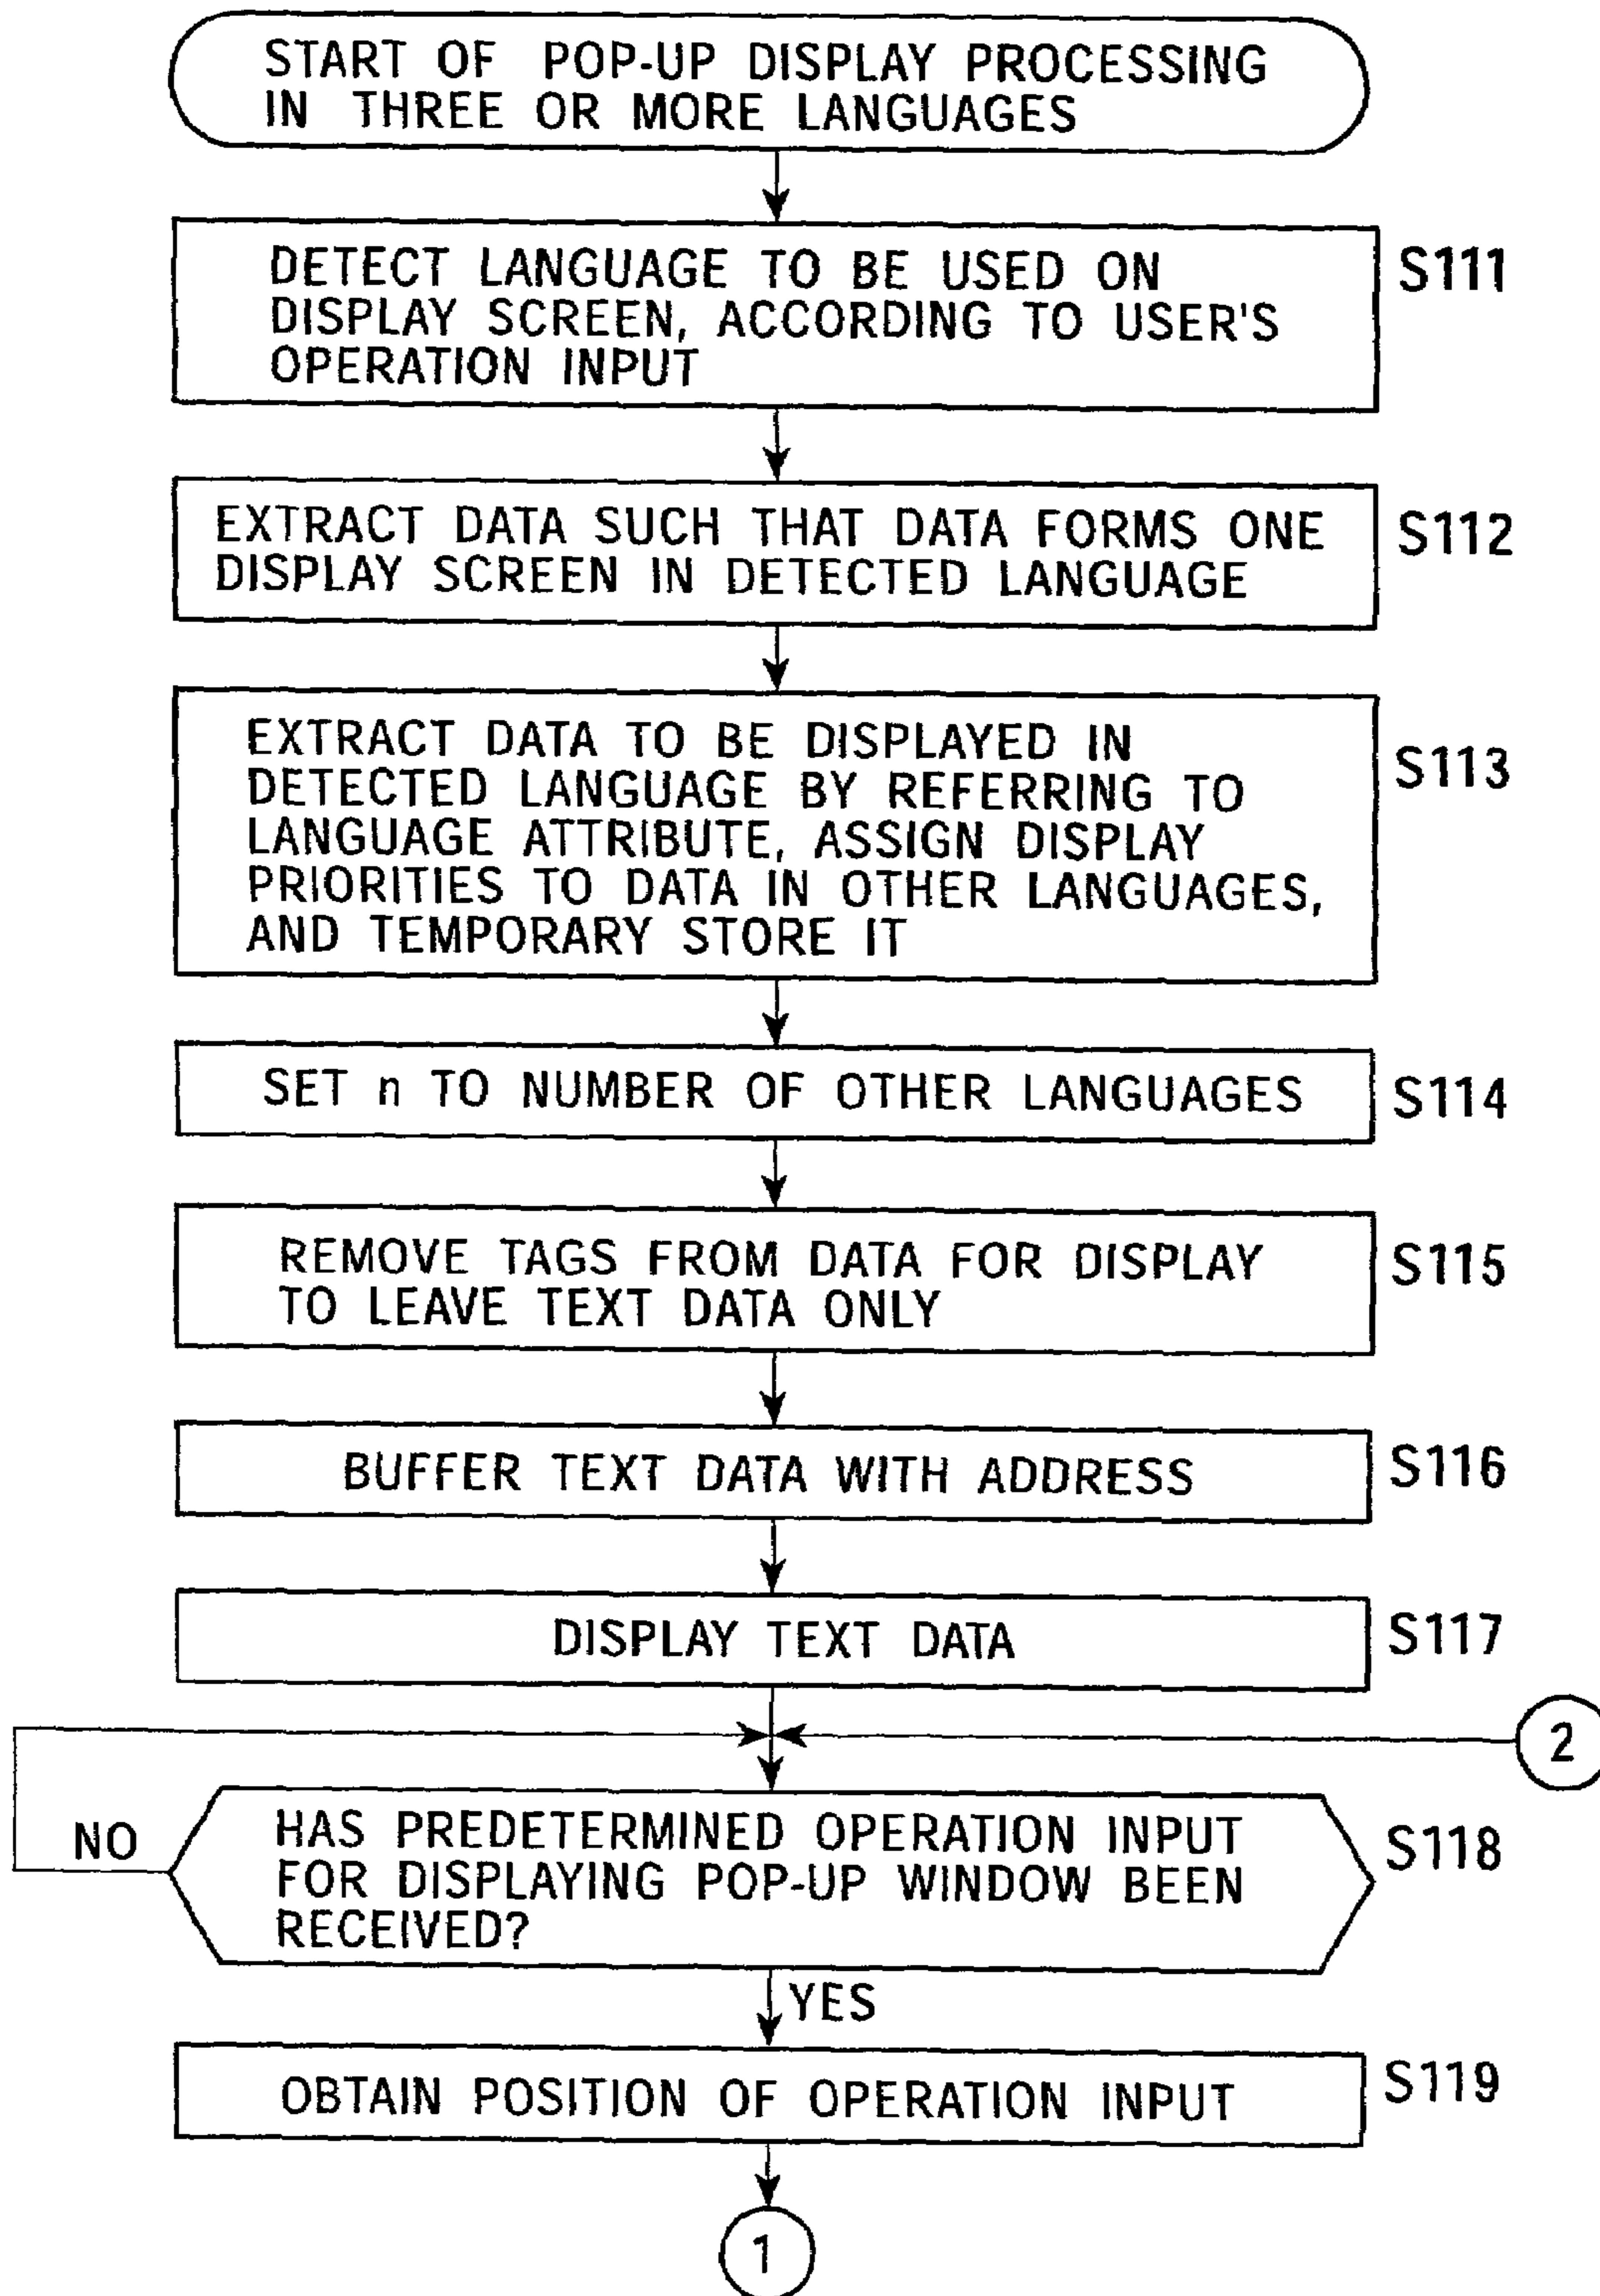 START OF POP-UP DISPLAY PROCESSING
IN THREE OR MORE LANGUAGES
DETECT LANGUAGE TO BE USED ON
DISPLAY SCREEN, ACCORDING TO USER'S
OPERATION INPUT
S111
EXTRACT DATA SUCH THAT DATA FORMS ONE
DISPLAY SCREEN IN DETECTED LANGUAGE
S112
EXTRACT DATA TO BE DISPLAYED IN
DETECTED LANGUAGE BY REFERRING TO
LANGUAGE ATTRIBUTE, ASSIGN DISPLAY
PRIORITIES TO DATA IN OTHER LANGUAGES,
AND TEMPORARY STORE IT
S113
SET n TO NUMBER OF OTHER LANGUAGES
S114
REMOVE TAGS FROM DATA FOR DISPLAY
TO LEAVE TEXT DATA ONLY
S115
BUFFER TEXT DATA WITH ADDRESS
S116
DISPLAY TEXT DATA
S117
2
NO
HAS PREDETERMINED OPERATION INPUT
FOR DISPLAYING POP-UP WINDOW BEEN
RECEIVED?
S118
YES
OBTAIN POSITION OF OPERATION INPUT
S119
1